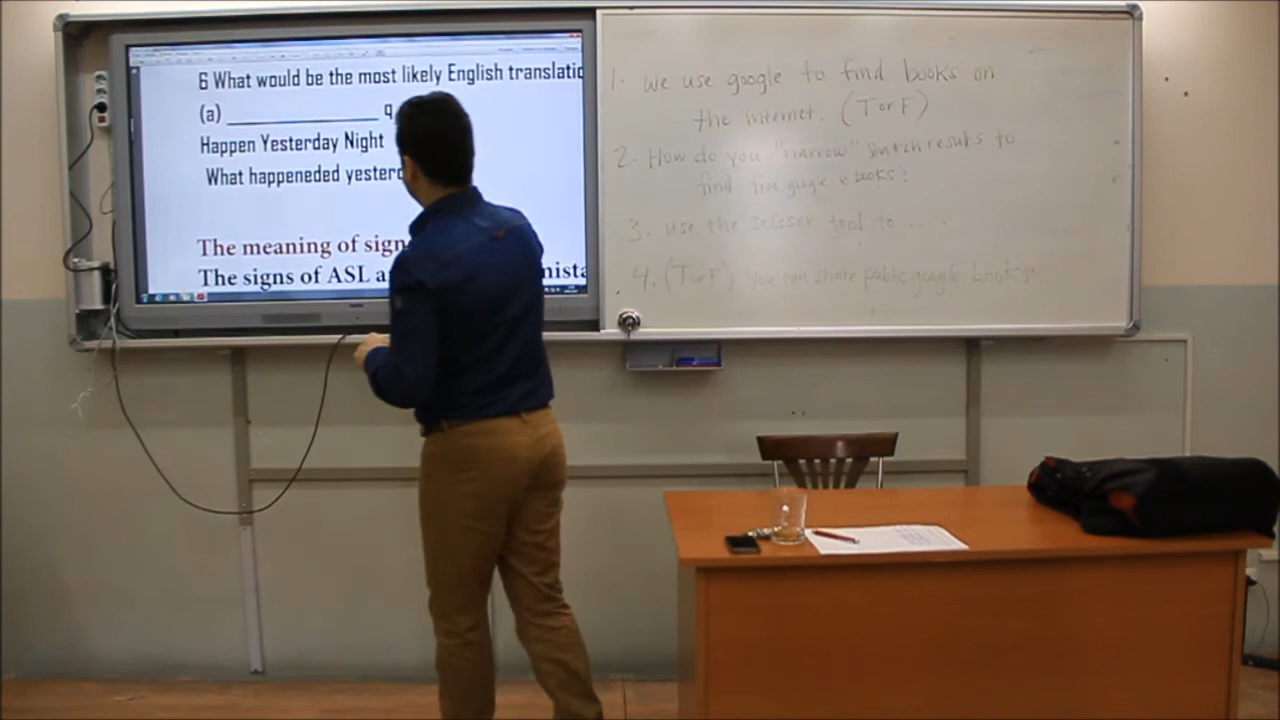 6 What would be the most likely English translatio
(a) ________________ q
Happen Yesterday Night
What happeneded yesterd
The meaning of sign
The signs of ASL a mista
1. We use google to find books on
the internet. (T or F)
2. How do you "narrow" search results to
find free google ebooks?
3. use the scissor tool to .....
4. (T or F) you can share public google books.